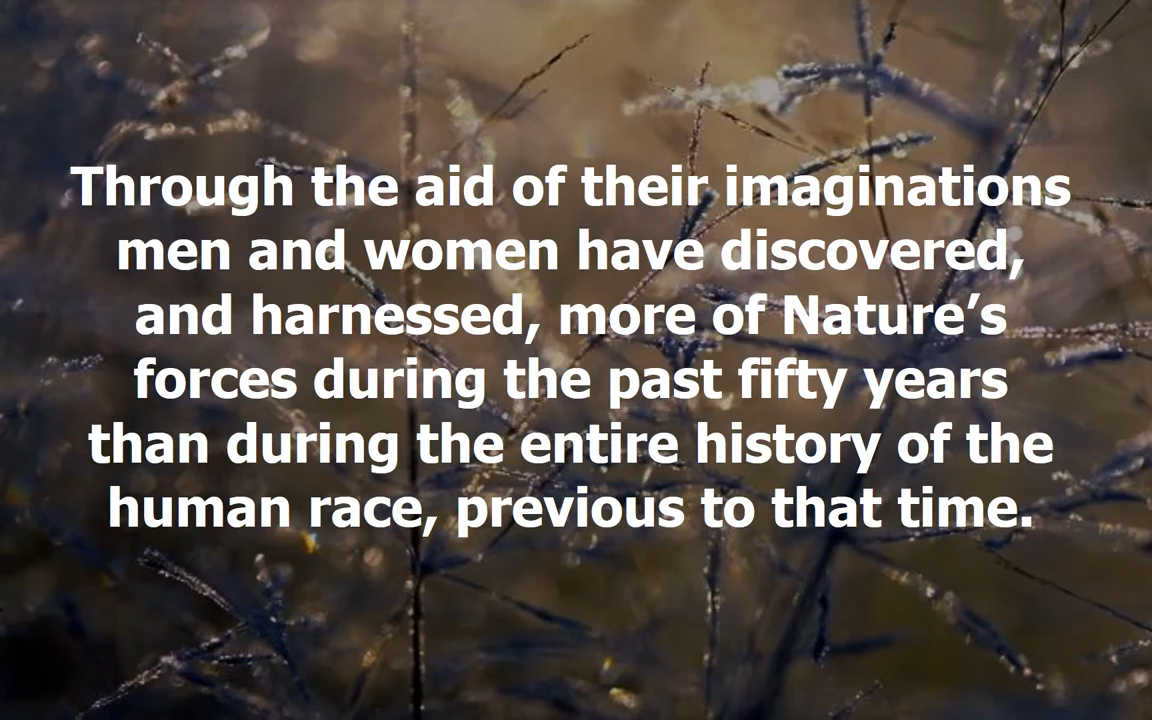 Through the aid of their imaginations
men and women have discovered,
and harnessed, more of Nature’s
forces during the past fifty years
than during the entire history of the
human race, previous to that time.